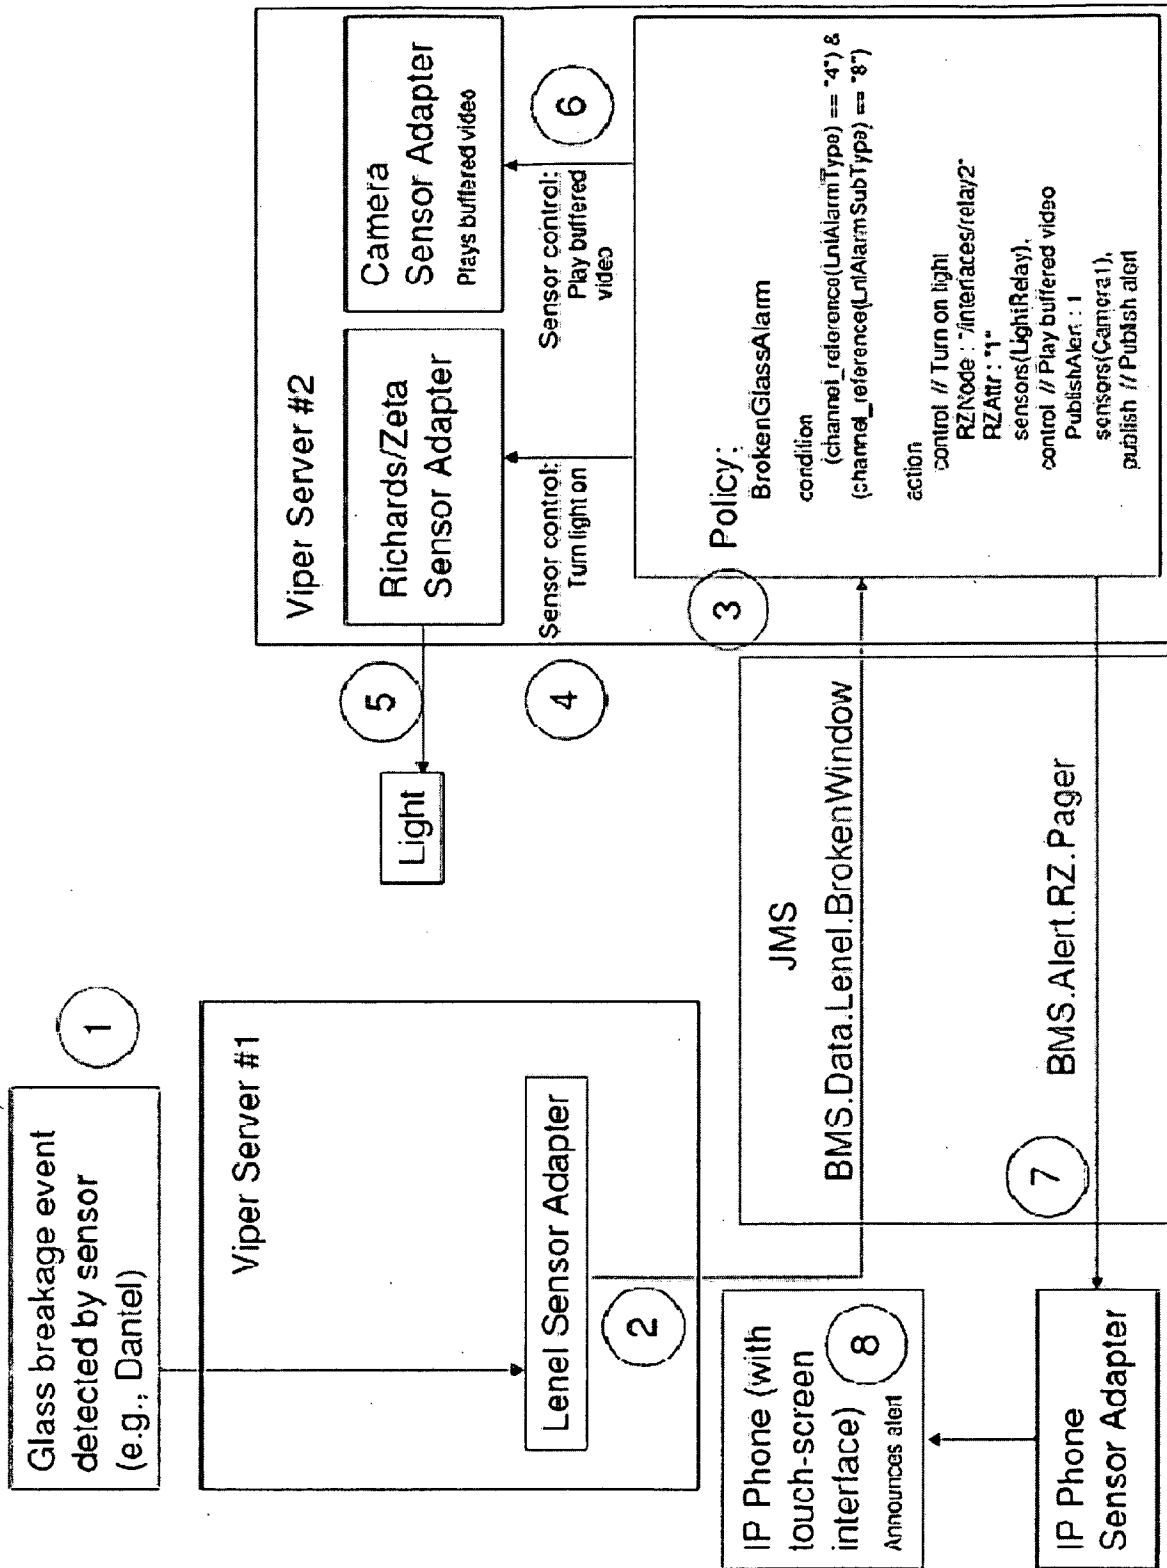 Glass breakage event
detected by sensor
(e.g., Dantel)
1
Viper Server #1
Lenel Sensor Adapter
2
IP Phone (with
touch-screen
interface)
Announces alert
8
IP Phone
Sensor Adapter
Light
5
JMS
BMS.Data.Lenel.BrokenWindow
BMS.Alert.RZ.Pager
7
Viper Server #2
Richards/Zeta
Sensor Adapter
Camera
Sensor Adapter
Plays buffered video
Sensor control:
Turn light on
4
Sensor control:
Play buffered
video
6
3
Policy:
BrokenGlassAlarm
condition
(channel_reference(LnlAlarmType) == "4") &
(channel_reference(LnlAlarmSubType) == "8")
action
control // Turn on light
RZNode : "/interfaces/relay2"
RZAttr : "1"
sensors(LightRelay),
control // Play buffered video
PublishAlert : 1
sensors(Camera1),
publish // Publish alert